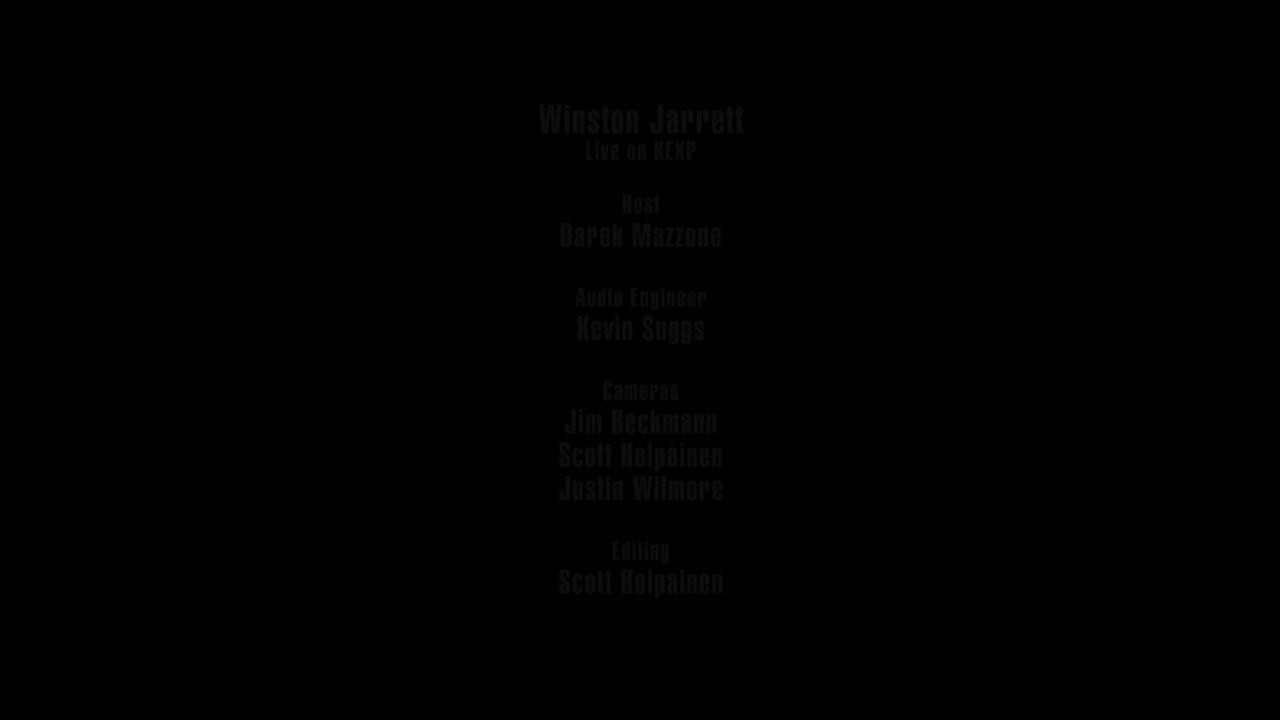 Winston Jarrett
Live on KEXP
Host
Darek Mazzone
Audio Engineer
Kevin Suggs
Cameras
Jim Beckmann
Scott Holpainen
Justin Wilmore
Editing
Scott Holpainen